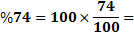 %74 = 100 × 74/100 =